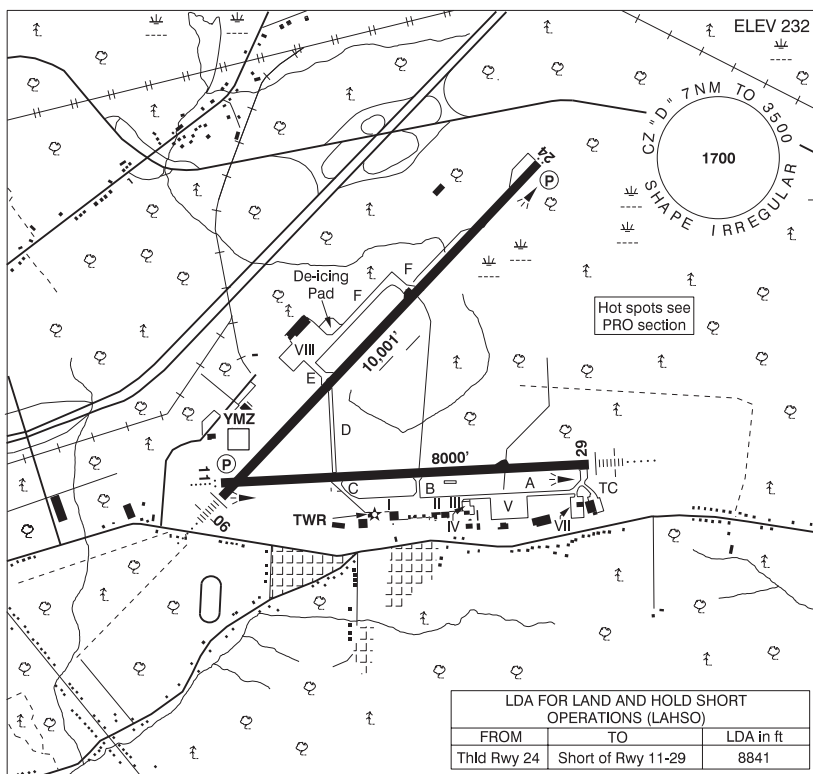 ELEV 232
CZ "D" 7NM TO 3500
1700
SHAPE IRREGULAR
24
P
F
De-icing
Pad
F
Hot spots see
PRO section
VIII
10,001'
E
YMZ
D
8000'
29
P
11
C
B
A
TC
06
I
II
III
V
TWR
IV
VII
LDA FOR LAND AND HOLD SHORT
OPERATIONS (LAHSO)
FROM TO LDA in ft
Thld Rwy 24 Short of Rwy 11-29 8841